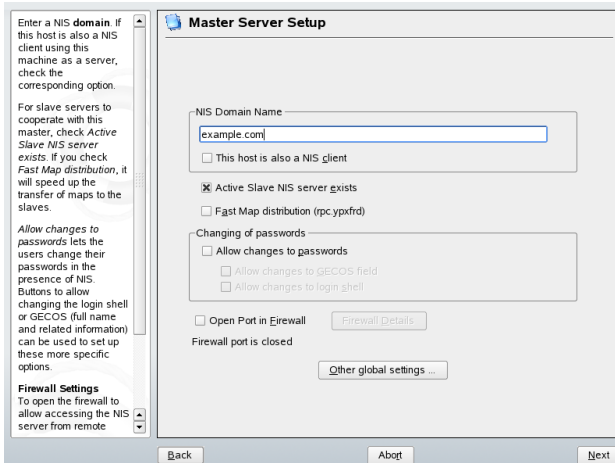 Enter a NIS domain. If
this host is also a NIS
client using this
machine as a server,
check the
corresponding option.
For slave servers to
cooperate with this
master, check Active
Slave NIS server
exists. If you check
Fast Map distribution, it
will speed up the
transfer of maps to the
slaves.
Allow changes to
passwords lets the
users change their
passwords in the
presence of NIS.
Buttons to allow
changing the login shell
or GECOS (full name
and related information)
can be used to set up
these more specific
options.
Firewall Settings
To open the firewall to
allow accessing the NIS
server from remote
Master Server Setup
NIS Domain Name
example.com
This host is also a NIS client
Active Slave NIS server exists
Fast Map distribution (rpc.ypxfrd)
Changing of passwords
Allow changes to passwords
Allow changes to GECOS field
Allow changes to login shell
Open Port in Firewall
Firewall Details
Firewall port is closed
Other global settings ...
Back
Abort
Next